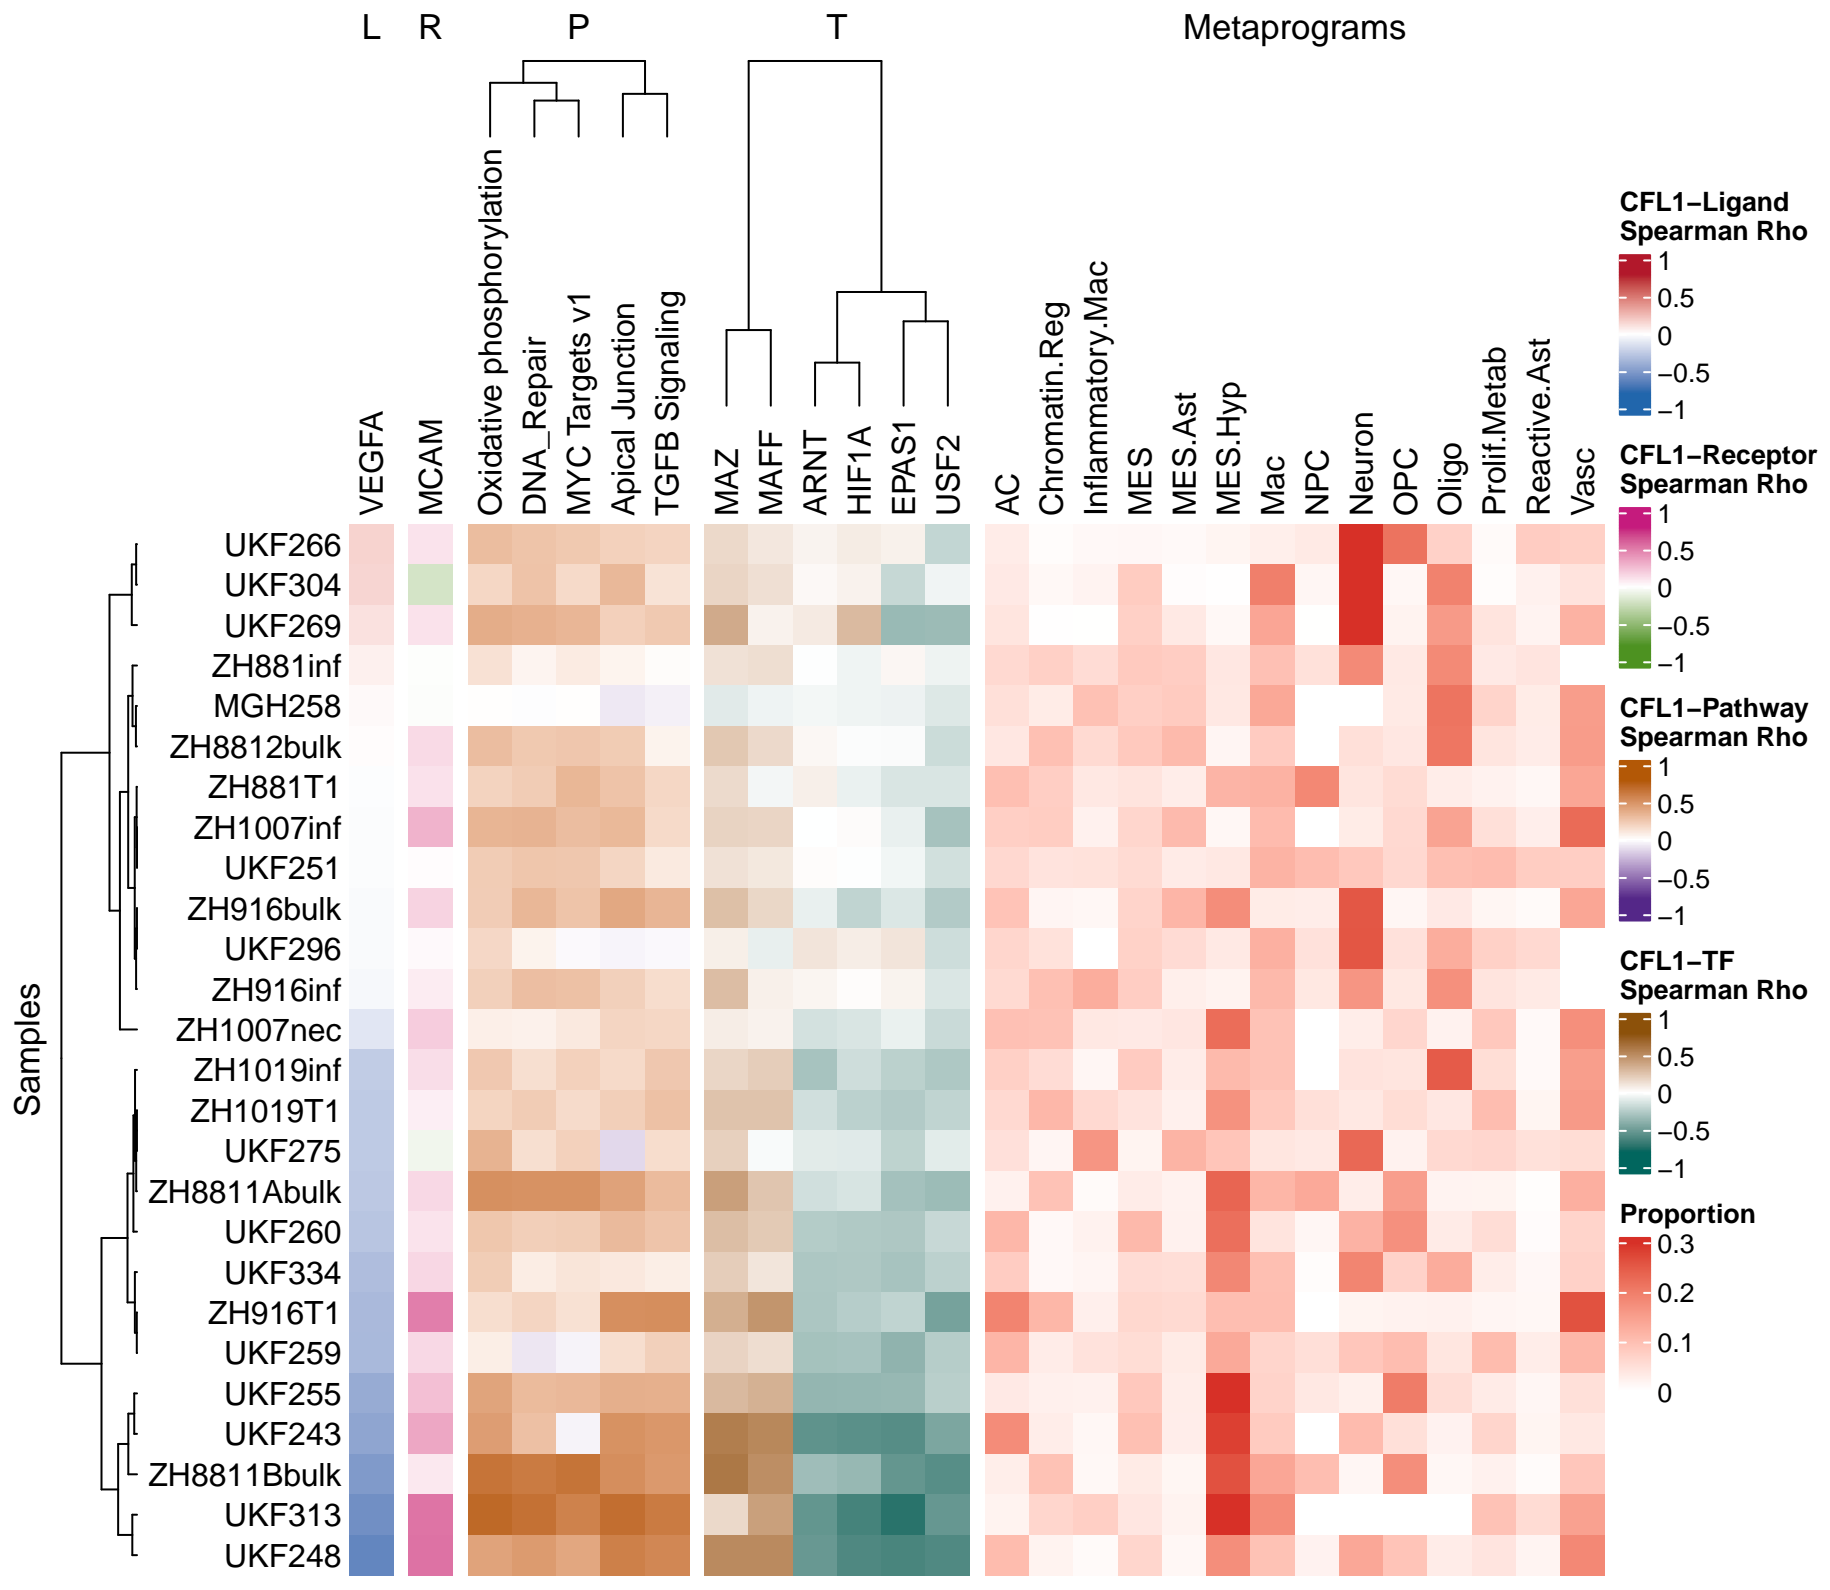 L R P T Metaprograms
VEGFA
MCAM
Oxidative phosphorylation
DNA_Repair
MYC Targets v1
Apical Junction
TGFB Signaling
MAZ
MAFF
ARNT
HIF1A
EPAS1
USF2
AC
Chromatin.Reg
Inflammatory.Mac
MES
MES.Ast
MES.Hyp
Mac
NPC
Neuron
OPC
Oligo
Prolif.Metab
Reactive.Ast
Vasc
Samples
UKF266
UKF304
UKF269
ZH881inf
MGH258
ZH8812bulk
ZH881T1
ZH1007inf
UKF251
ZH916bulk
UKF296
ZH916inf
ZH1007nec
ZH1019inf
ZH1019T1
UKF275
ZH8811Abulk
UKF260
UKF334
ZH916T1
UKF259
UKF255
UKF243
ZH8811Bbulk
UKF313
UKF248
CFL1−Ligand
Spearman Rho
1
0.5
0
−0.5
−1
CFL1−Receptor
Spearman Rho
1
0.5
0
−0.5
−1
CFL1−Pathway
Spearman Rho
1
0.5
0
−0.5
−1
CFL1−TF
Spearman Rho
1
0.5
0
−0.5
−1
Proportion
0.3
0.2
0.1
0